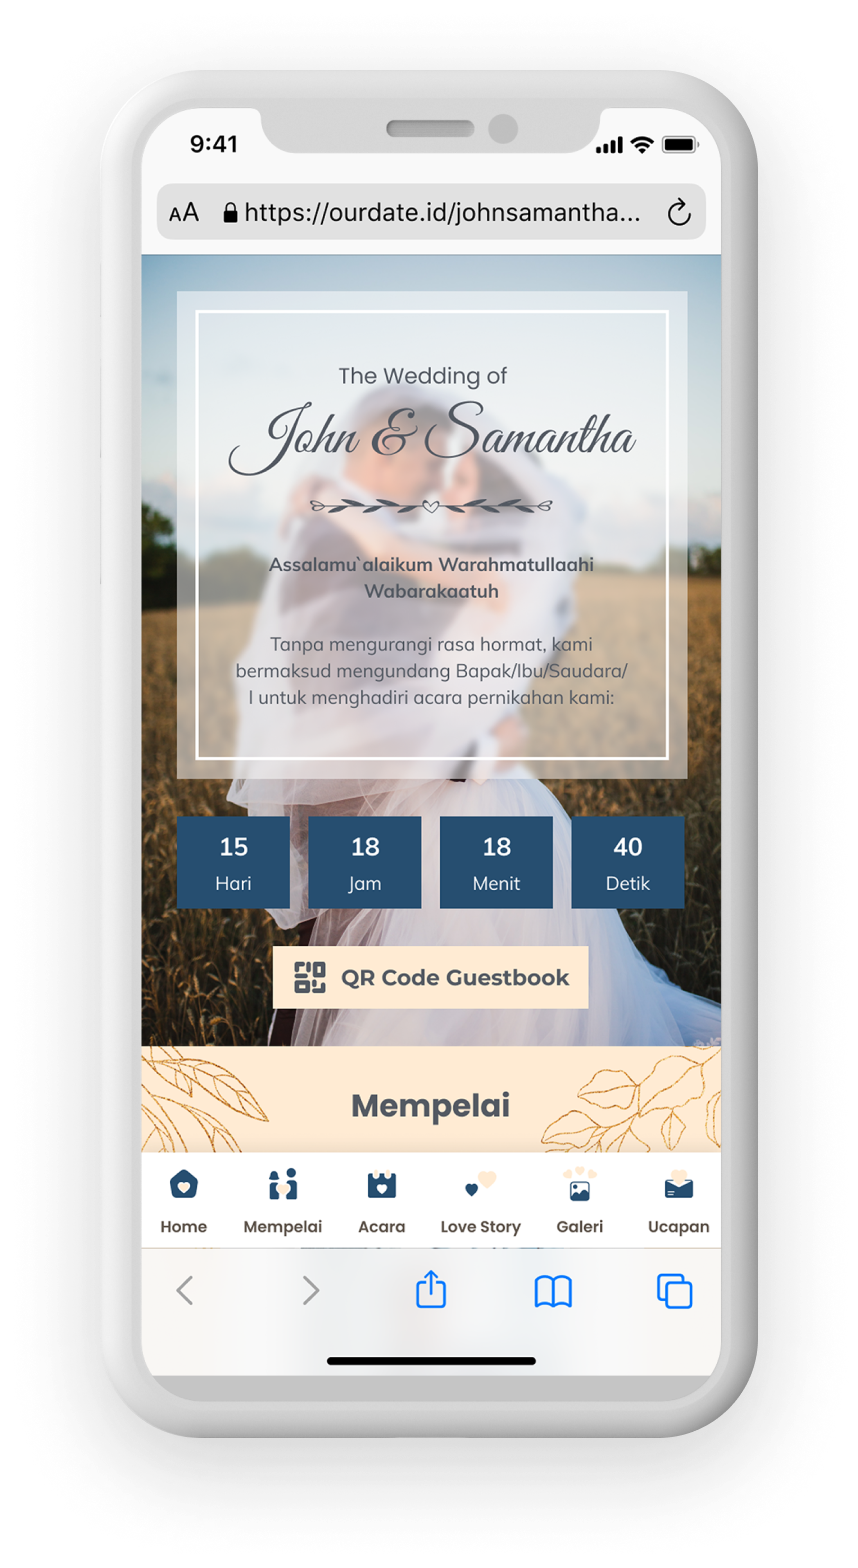 9:41
AA https://ourdate.id/johnsamantha...
The Wedding of
John & Samantha
Assalamu`alaikum Warahmatullaahi
Wabarakaatuh
Tanpa mengurangi rasa hormat, kami
bermaksud mengundang Bapak/Ibu/Saudara/
I untuk menghadiri acara pernikahan kami:
15 18 18 40
Hari Jam Menit Detik
QR Code Guestbook
Mempelai
Home Mempelai Acara Love Story Galeri Ucapan